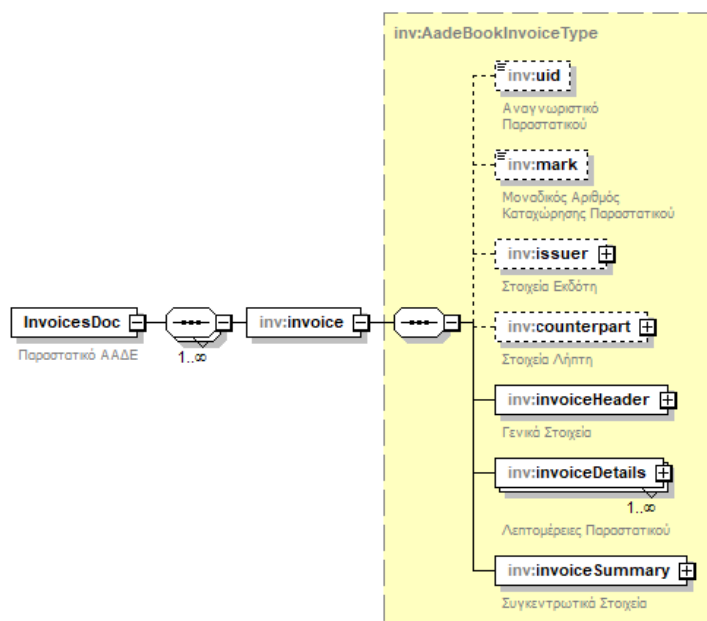 inv:AadeBookInvoiceType
inv:uid
Αναγνωριστικό
Παραστατικού
inv:mark
Μοναδικός Αριθμός
Καταχώρησης Παραστατικού
inv:issuer
Στοιχεία Εκδότη
InvoicesDoc
Παραστατικό ΑΑΔΕ
1..∞
inv:invoice
inv:counterpart
Στοιχεία Λήπτη
inv:invoiceHeader
Γενικά Στοιχεία
inv:invoiceDetails
1..∞
Λεπτομέρειες Παραστατικού
inv:invoiceSummary
Συγκεντρωτικά Στοιχεία